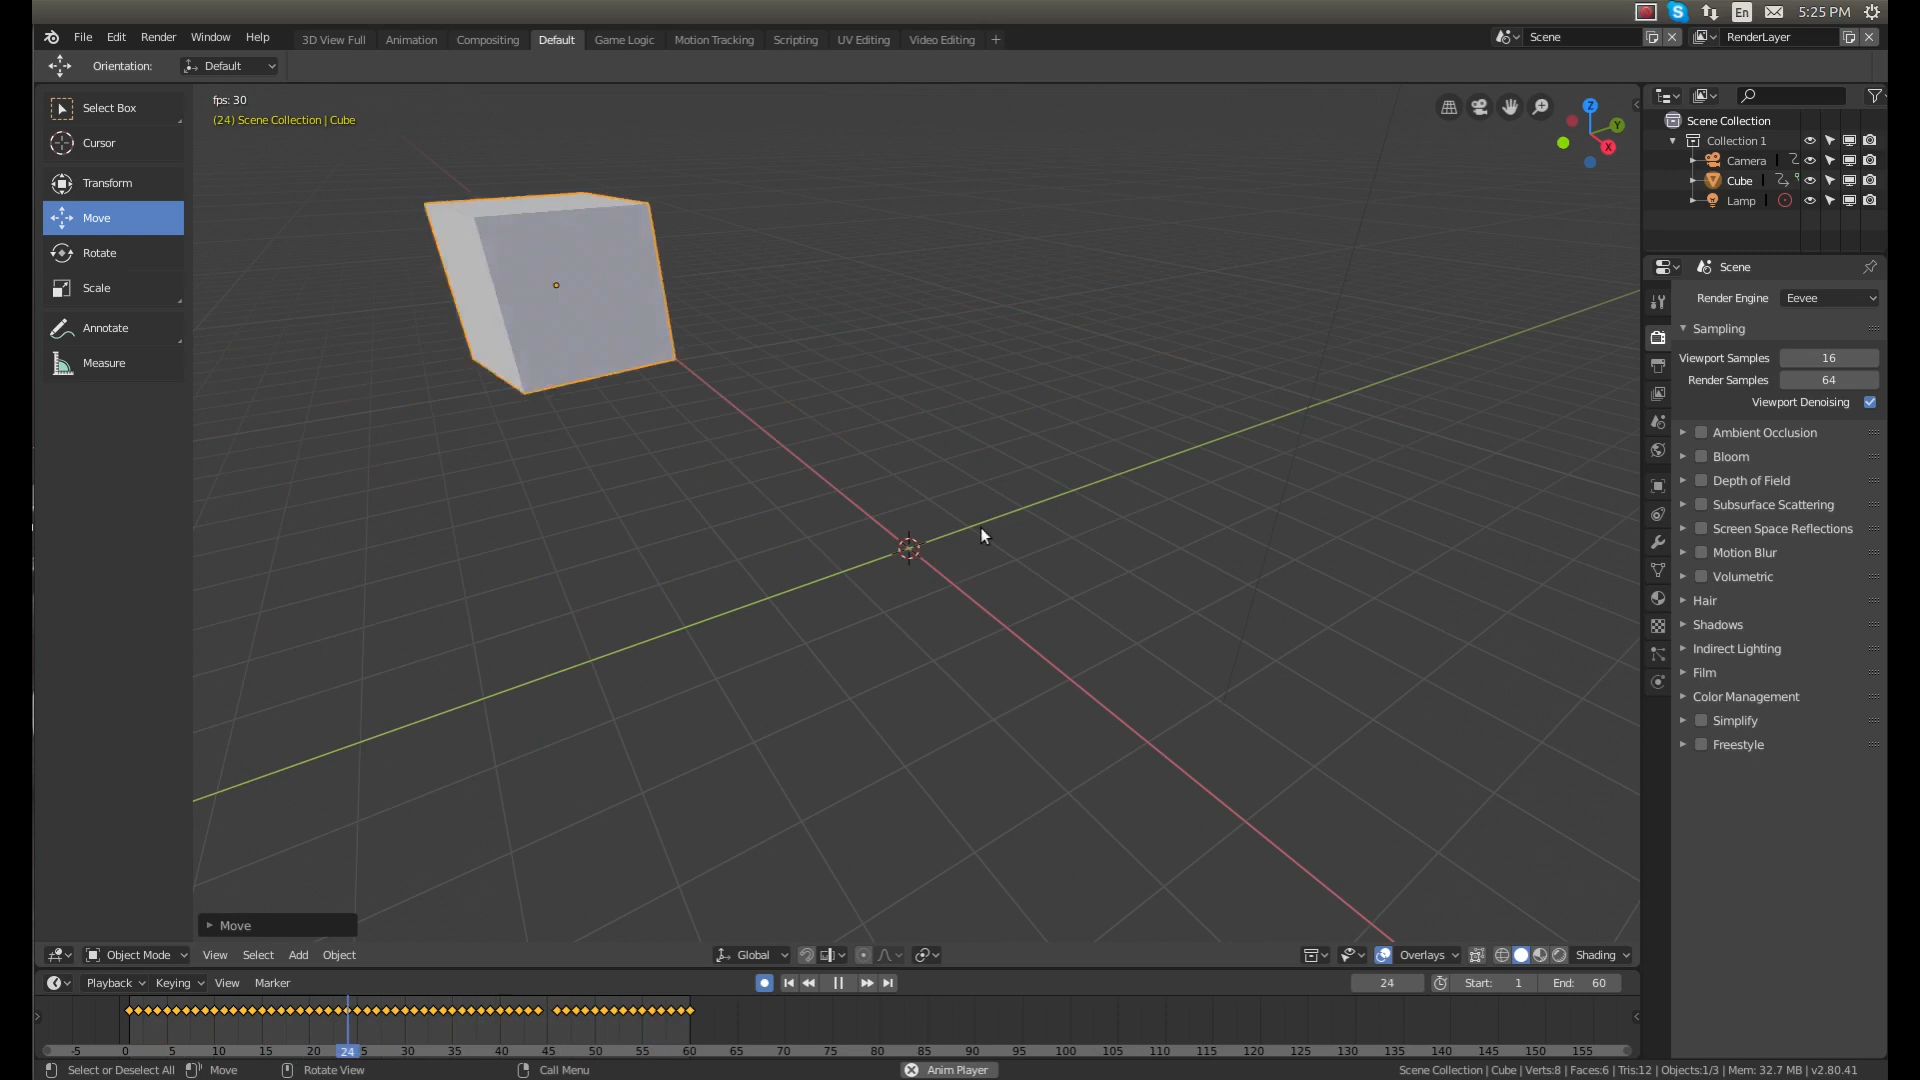 En 5:25 PM
File Edit Render Window Help 3D View Full Animation Compositing Default Game Logic Motion Tracking Scripting UV Editing Video Editing + Scene RenderLayer
Orientation: Default
fps: 30
(24) Scene Collection | Cube
Select Box
Cursor
Transform
Move
Rotate
Scale
Annotate
Measure
Z
Y
X
Scene Collection
Collection 1
Camera
Cube
Lamp
Scene
Render Engine Eevee
Sampling
Viewport Samples 16
Render Samples 64
Viewport Denoising
Ambient Occlusion
Bloom
Depth of Field
Subsurface Scattering
Screen Space Reflections
Motion Blur
Volumetric
Hair
Shadows
Indirect Lighting
Film
Color Management
Simplify
Freestyle
Move
Object Mode View Select Add Object Global Overlays Shading
Playback Keying View Marker 24 Start: 1 End: 60
-5 0 5 10 15 20 24 5 30 35 40 45 50 55 60 65 70 75 80 85 90 95 100 105 110 115 120 125 130 135 140 145 150 155
Select or Deselect All Move Rotate View Call Menu Anim Player Scene Collection | Cube | Verts:8 | Faces:6 | Tris:12 | Objects:1/3 | Mem: 32.7 MB | v2.80.41